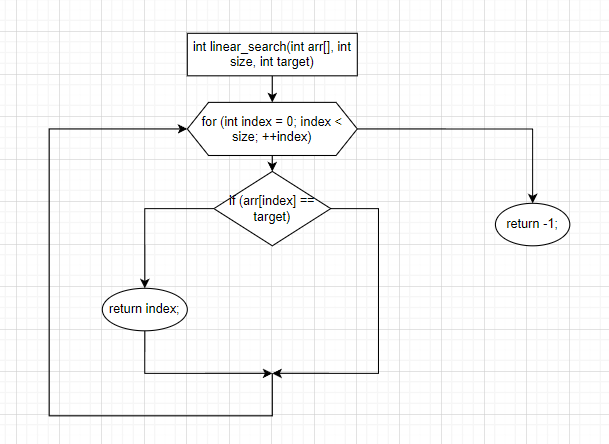 int linear_search(int arr[], int
size, int target)
for (int index = 0; index <
size; ++index)
if (arr[index] ==
target)
return -1;
return index;